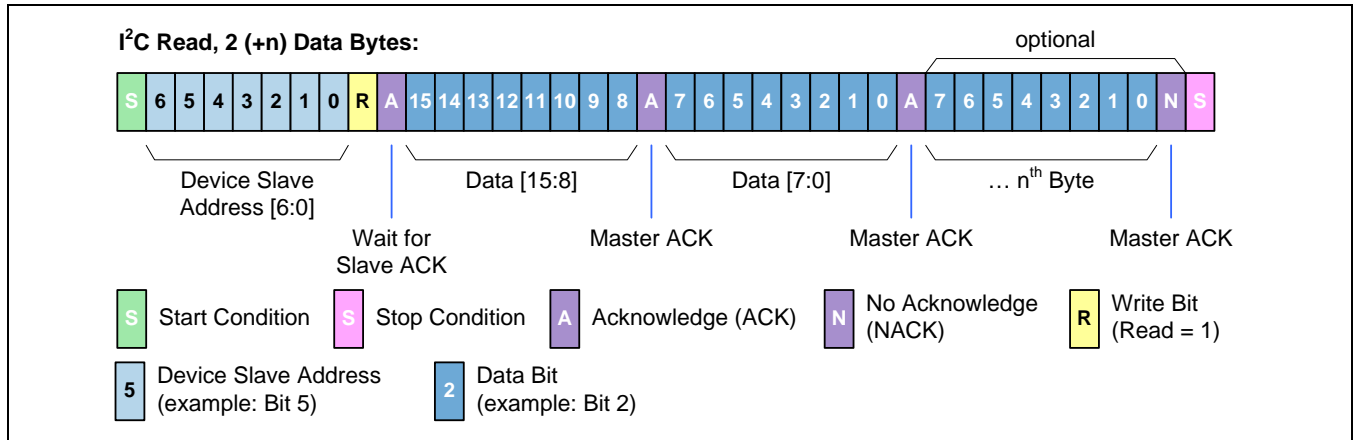 I²C Read, 2 (+n) Data Bytes:
optional
S 6 5 4 3 2 1 0 R A 15 14 13 12 11 10 9 8 A 7 6 5 4 3 2 1 0 A 7 6 5 4 3 2 1 0 N S
Device Slave
Address [6:0]
Data [15:8]
Data [7:0]
… nth Byte
Wait for
Slave ACK
Master ACK
Master ACK
Master ACK
S Start Condition
S Stop Condition
A Acknowledge (ACK)
N No Acknowledge
(NACK)
R Write Bit
(Read = 1)
5 Device Slave Address
(example: Bit 5)
2 Data Bit
(example: Bit 2)